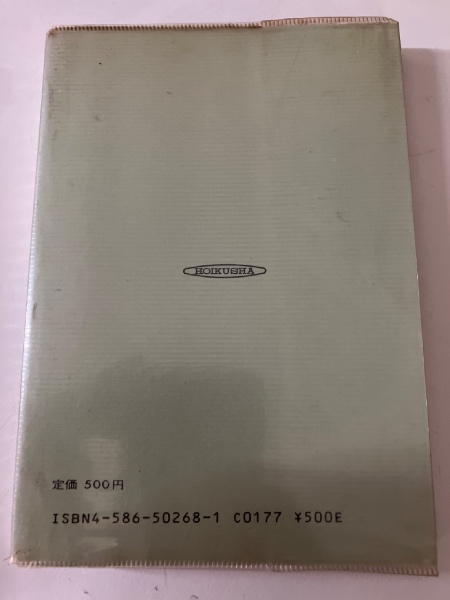 HOIKUSHA
定価 500円
ISBN4-586-50268-1 C0177 ¥500E